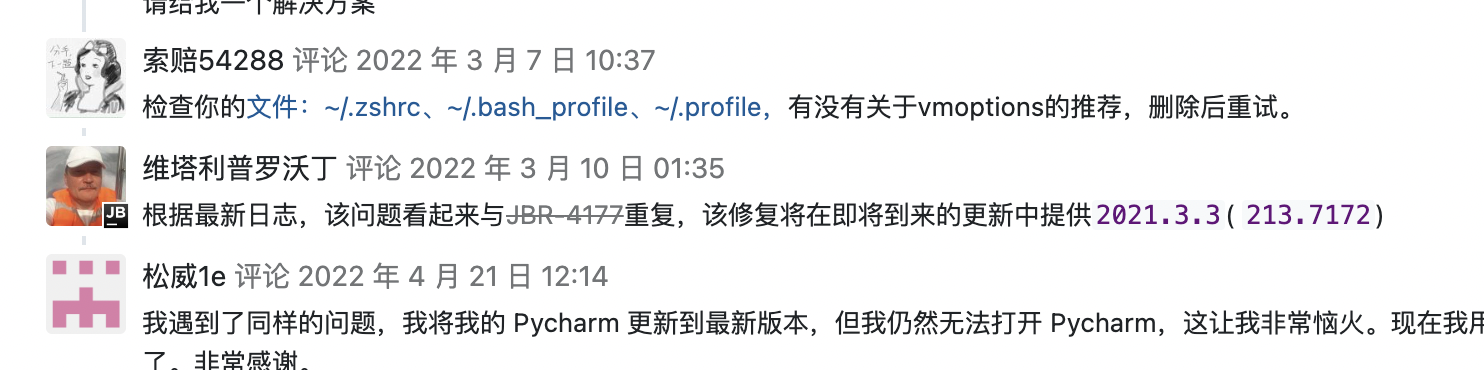 请给我一个解决方案
索赔54288 评论 2022 年 3 月 7 日 10:37
检查你的文件：~/.zshrc、~/.bash_profile、~/.profile，有没有关于vmoptions的推荐，删除后重试。
维塔利普罗沃丁 评论 2022 年 3 月 10 日 01:35
JB
根据最新日志，该问题看起来与JBR-4177重复，该修复将在即将到来的更新中提供2021.3.3( 213.7172)
松威1e 评论 2022 年 4 月 21 日 12:14
我遇到了同样的问题，我将我的 Pycharm 更新到最新版本，但我仍然无法打开 Pycharm，这让我非常恼火。现在我用
了。非常感谢。